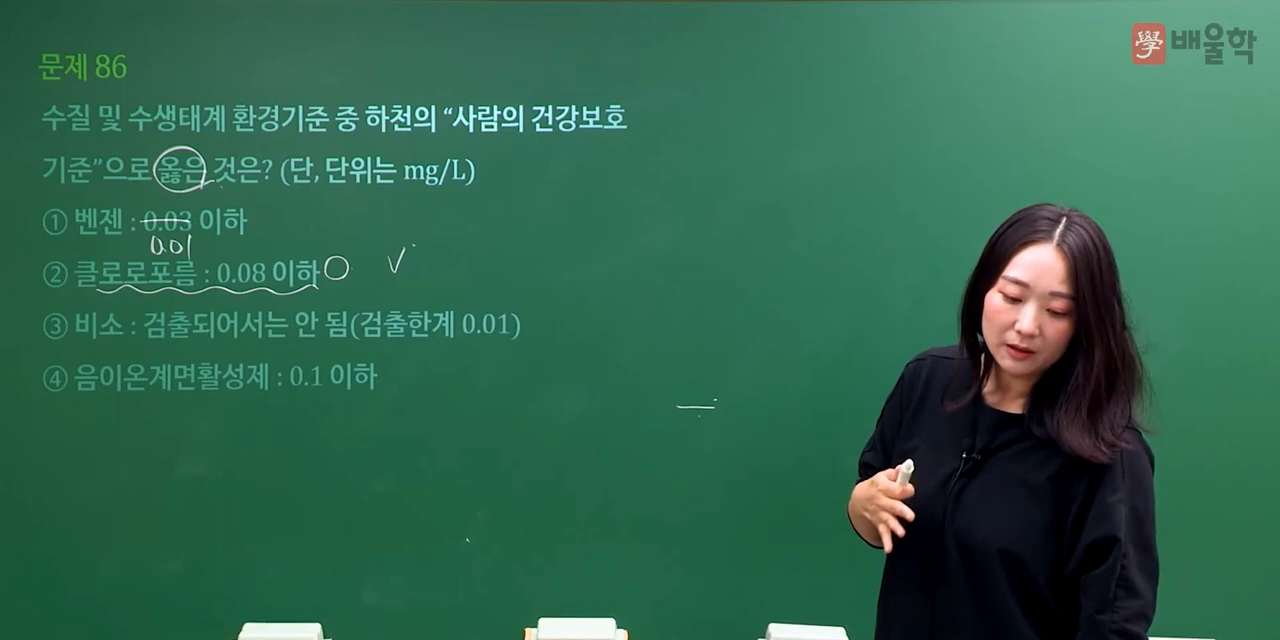 學 배울학
문제 86
수질 및 수생태계 환경기준 중 하천의 “사람의 건강보호
기준”으로 옳은 것은? (단, 단위는 mg/L)
① 벤젠 : 0.03 이하
0.01
② 클로로포름 : 0.08 이하
③ 비소 : 검출되어서는 안 됨(검출한계 0.01)
④ 음이온계면활성제 : 0.1 이하